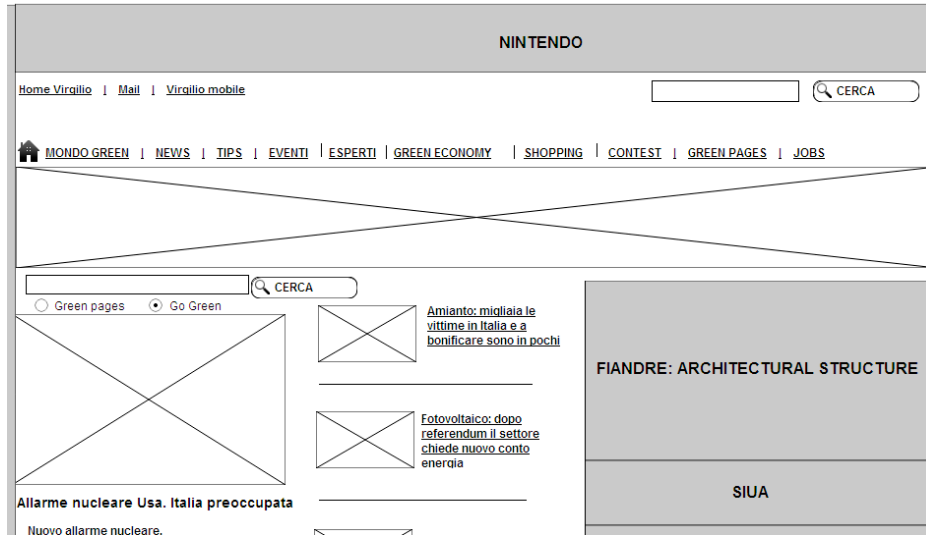 NINTENDO
Home Virgilio | Mail | Virgilio mobile
CERCA
MONDO GREEN | NEWS | TIPS | EVENTI | ESPERTI | GREEN ECONOMY | SHOPPING | CONTEST | GREEN PAGES | JOBS
CERCA
Green pages Go Green
Allarme nucleare Usa. Italia preoccupata
Nuovo allarme nucleare.
Amianto: migliaia le
vittime in Italia e a
bonificare sono in pochi
Fotovoltaico: dopo
referendum il settore
chiede nuovo conto
energia
FIANDRE: ARCHITECTURAL STRUCTURE
SIUA